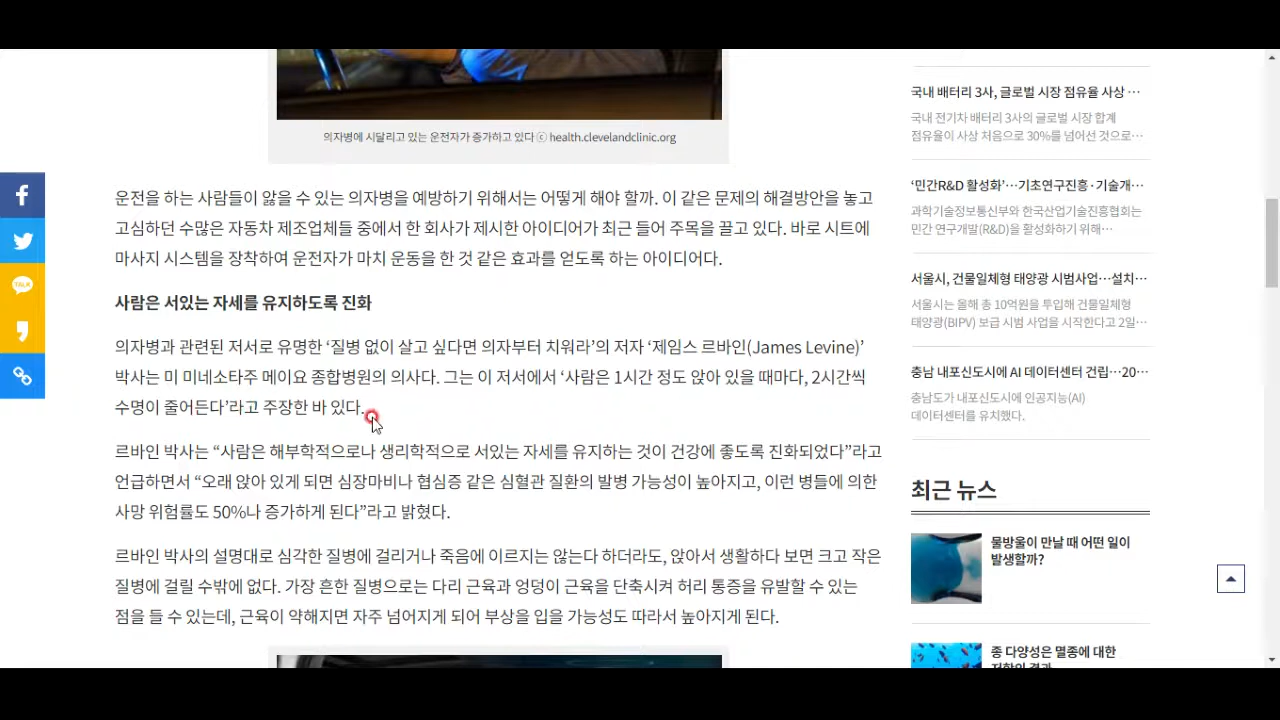 의자병에 시달리고 있는 운전자가 증가하고 있다 ⓒ health.clevelandclinic.org
운전을 하는 사람들이 앓을 수 있는 의자병을 예방하기 위해서는 어떻게 해야 할까. 이 같은 문제의 해결방안을 놓고
고심하던 수많은 자동차 제조업체들 중에서 한 회사가 제시한 아이디어가 최근 들어 주목을 끌고 있다. 바로 시트에
마사지 시스템을 장착하여 운전자가 마치 운동을 한 것 같은 효과를 얻도록 하는 아이디어다.
사람은 서있는 자세를 유지하도록 진화
의자병과 관련된 저서로 유명한 ‘질병 없이 살고 싶다면 의자부터 치워라’의 저자 ‘제임스 르바인(James Levine)’
박사는 미 미네소타주 메이요 종합병원의 의사다. 그는 이 저서에서 ‘사람은 1시간 정도 앉아 있을 때마다, 2시간씩
수명이 줄어든다’라고 주장한 바 있다.
르바인 박사는 “사람은 해부학적으로나 생리학적으로 서있는 자세를 유지하는 것이 건강에 좋도록 진화되었다”라고
언급하면서 “오래 앉아 있게 되면 심장마비나 협심증 같은 심혈관 질환의 발병 가능성이 높아지고, 이런 병들에 의한
사망 위험률도 50%나 증가하게 된다”라고 밝혔다.
르바인 박사의 설명대로 심각한 질병에 걸리거나 죽음에 이르지는 않는다 하더라도, 앉아서 생활하다 보면 크고 작은
질병에 걸릴 수밖에 없다. 가장 흔한 질병으로는 다리 근육과 엉덩이 근육을 단축시켜 허리 통증을 유발할 수 있는
점을 들 수 있는데, 근육이 약해지면 자주 넘어지게 되어 부상을 입을 가능성도 따라서 높아지게 된다.
TALK
국내 배터리 3사, 글로벌 시장 점유율 사상 …
국내 전기차 배터리 3사의 글로벌 시장 합계
점유율이 사상 처음으로 30%를 넘어선 것으로…
‘민간R&D 활성화’…기초연구진흥·기술개…
과학기술정보통신부와 한국산업기술진흥협회는
민간 연구개발(R&D)을 활성화하기 위해…
서울시, 건물일체형 태양광 시범사업…설치…
서울시는 올해 총 10억원을 투입해 건물일체형
태양광(BIPV) 보급 시범 사업을 시작한다고 2일…
충남 내포신도시에 AI 데이터센터 건립…20…
충남도가 내포신도시에 인공지능(AI)
데이터센터를 유치했다.
최근 뉴스
물방울이 만날 때 어떤 일이
발생할까?
종 다양성은 멸종에 대한
저항의 결과